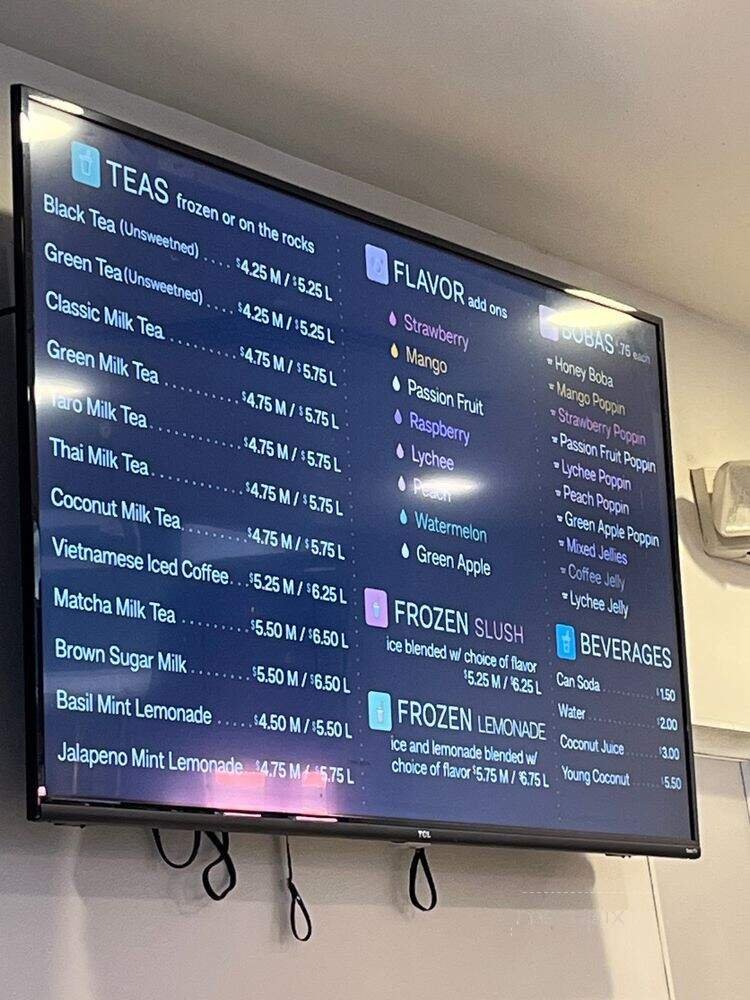 TEAS frozen or on the rocks
Black Tea (Unsweetned) .... $4.25 M / $5.25 L
Green Tea (Unsweetned) .... $4.25 M / $5.25 L
Classic Milk Tea ........... $4.75 M / $5.75 L
Green Milk Tea ............ $4.75 M / $5.75 L
Taro Milk Tea .............. $4.75 M / $5.75 L
Thai Milk Tea .............. $4.75 M / $5.75 L
Coconut Milk Tea .......... $4.75 M / $5.75 L
Vietnamese Iced Coffee ... $5.25 M / $6.25 L
Matcha Milk Tea .......... $5.50 M / $6.50 L
Brown Sugar Milk ......... $5.50 M / $6.50 L
Basil Mint Lemonade ..... $4.50 M / $5.50 L
Jalapeno Mint Lemonade $4.75 M / $5.75 L
FLAVOR add ons
Strawberry
Mango
Passion Fruit
Raspberry
Lychee
Peach
Watermelon
Green Apple
FROZEN SLUSH
ice blended w/ choice of flavor
$5.25 M / $6.25 L
FROZEN LEMONADE
ice and lemonade blended w/
choice of flavor $5.75 M / $6.75 L
BOBAS .75 each
Honey Boba
Mango Poppin
Strawberry Poppin
Passion Fruit Poppin
Lychee Poppin
Peach Poppin
Green Apple Poppin
Mixed Jellies
Coffee Jelly
Lychee Jelly
BEVERAGES
Can Soda ........... $1.50
Water ............... $2.00
Coconut Juice ...... $3.00
Young Coconut ..... $5.50
TCL